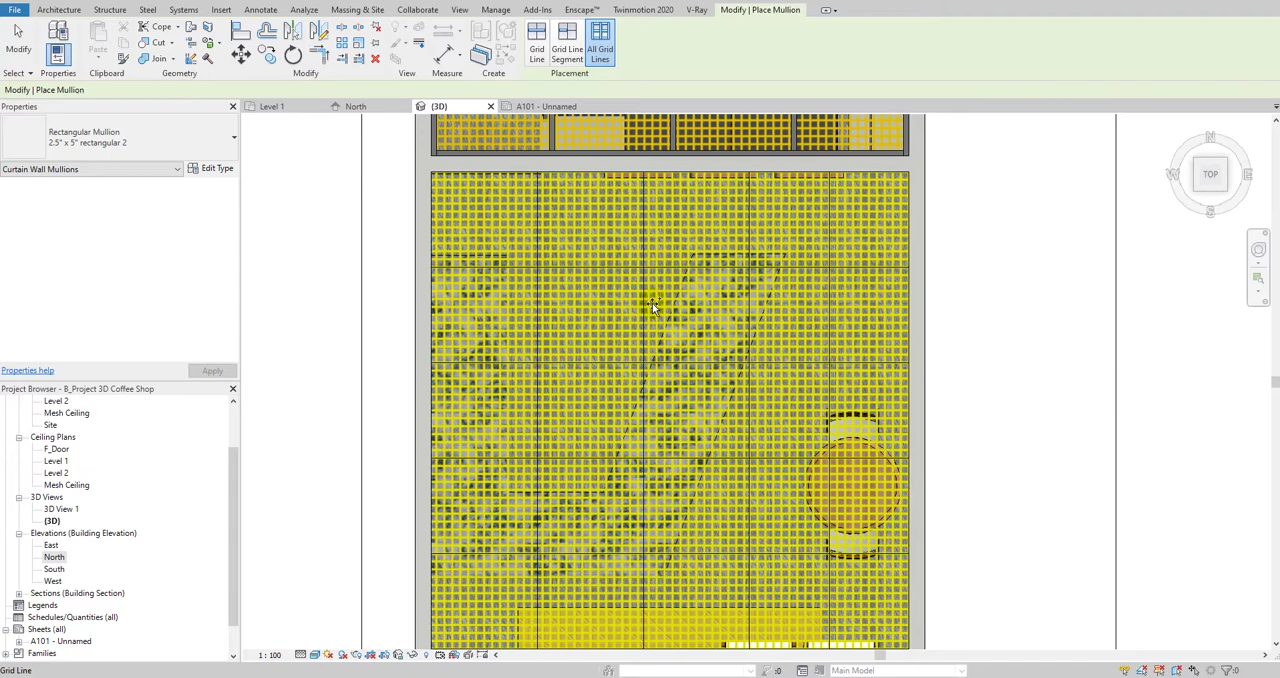 File Architecture Structure Steel Systems Insert Annotate Analyze Massing & Site Collaborate View Manage Add-Ins Enscape™ Twinmotion 2020 V-Ray Modify | Place Mullion
Modify
Paste
Cope
Cut
Join
Grid Line
Grid Line Segment
All Grid Lines
Select Properties Clipboard Geometry Modify View Measure Create Placement
Modify | Place Mullion
Properties
Level 1
North
(3D)
A101 - Unnamed
Rectangular Mullion
2.5" x 5" rectangular 2
Curtain Wall Mullions
Edit Type
N
W
TOP
E
S
Properties help
Apply
Project Browser - B_Project 3D Coffee Shop
Level 2
Mesh Ceiling
Site
Ceiling Plans
F_Door
Level 1
Level 2
Mesh Ceiling
3D Views
3D View 1
(3D)
Elevations (Building Elevation)
East
North
South
West
Sections (Building Section)
Legends
Schedules/Quantities (all)
Sheets (all)
A101 - Unnamed
Families
1 : 100
Grid Line
:0
Main Model
:0